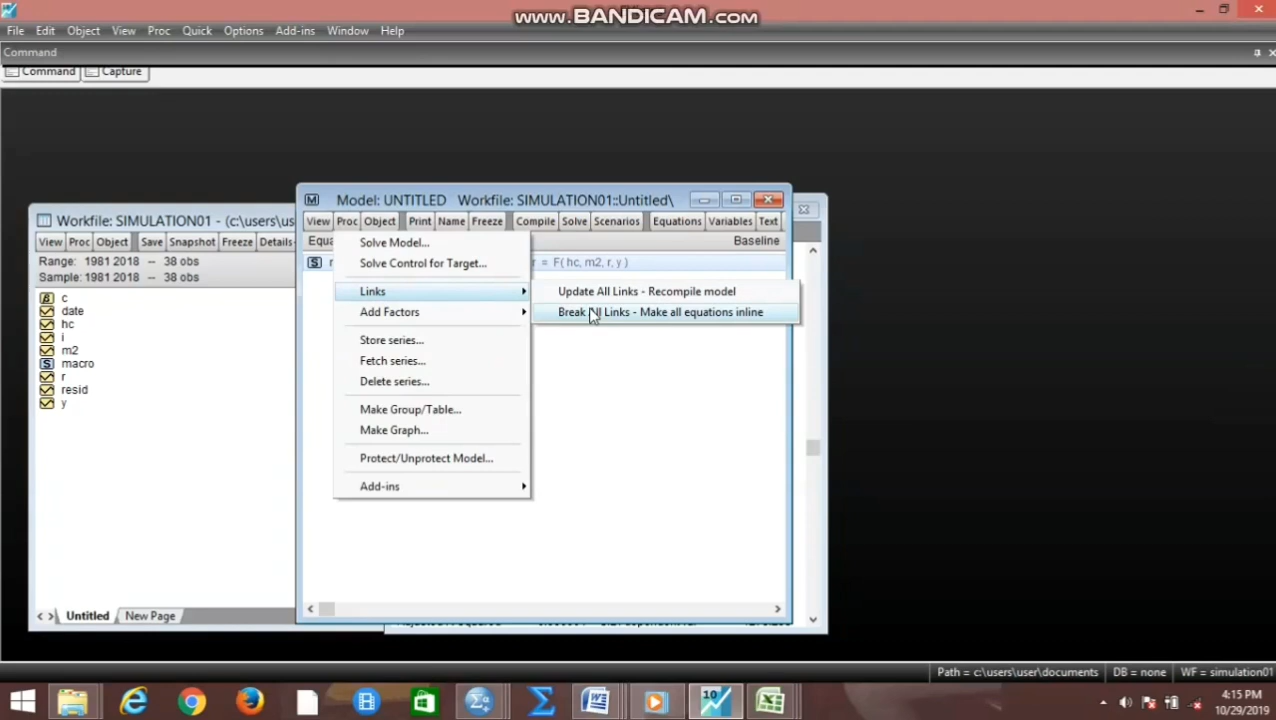 www.BANDICAM.com
File Edit Object View Proc Quick Options Add-ins Window Help
Command
Command Capture
Model: UNTITLED Workfile: SIMULATION01::Untitled\
View Proc Object Print Name Freeze Compile Solve Scenarios Equations Variables Text
Equa Baseline
r = F( hc, m2, r, y )
Solve Model...
Solve Control for Target...
Links
Add Factors
Store series...
Fetch series...
Delete series...
Make Group/Table...
Make Graph...
Protect/Unprotect Model...
Add-ins
Update All Links - Recompile model
Break All Links - Make all equations inline
Workfile: SIMULATION01 - (c:\users\us
View Proc Object Save Snapshot Freeze Details
Range: 1981 2018 -- 38 obs
Sample: 1981 2018 -- 38 obs
c
date
hc
i
m2
macro
r
resid
y
Untitled New Page
Path = c:\users\user\documents DB = none WF = simulation01
10
4:15 PM
10/29/2019